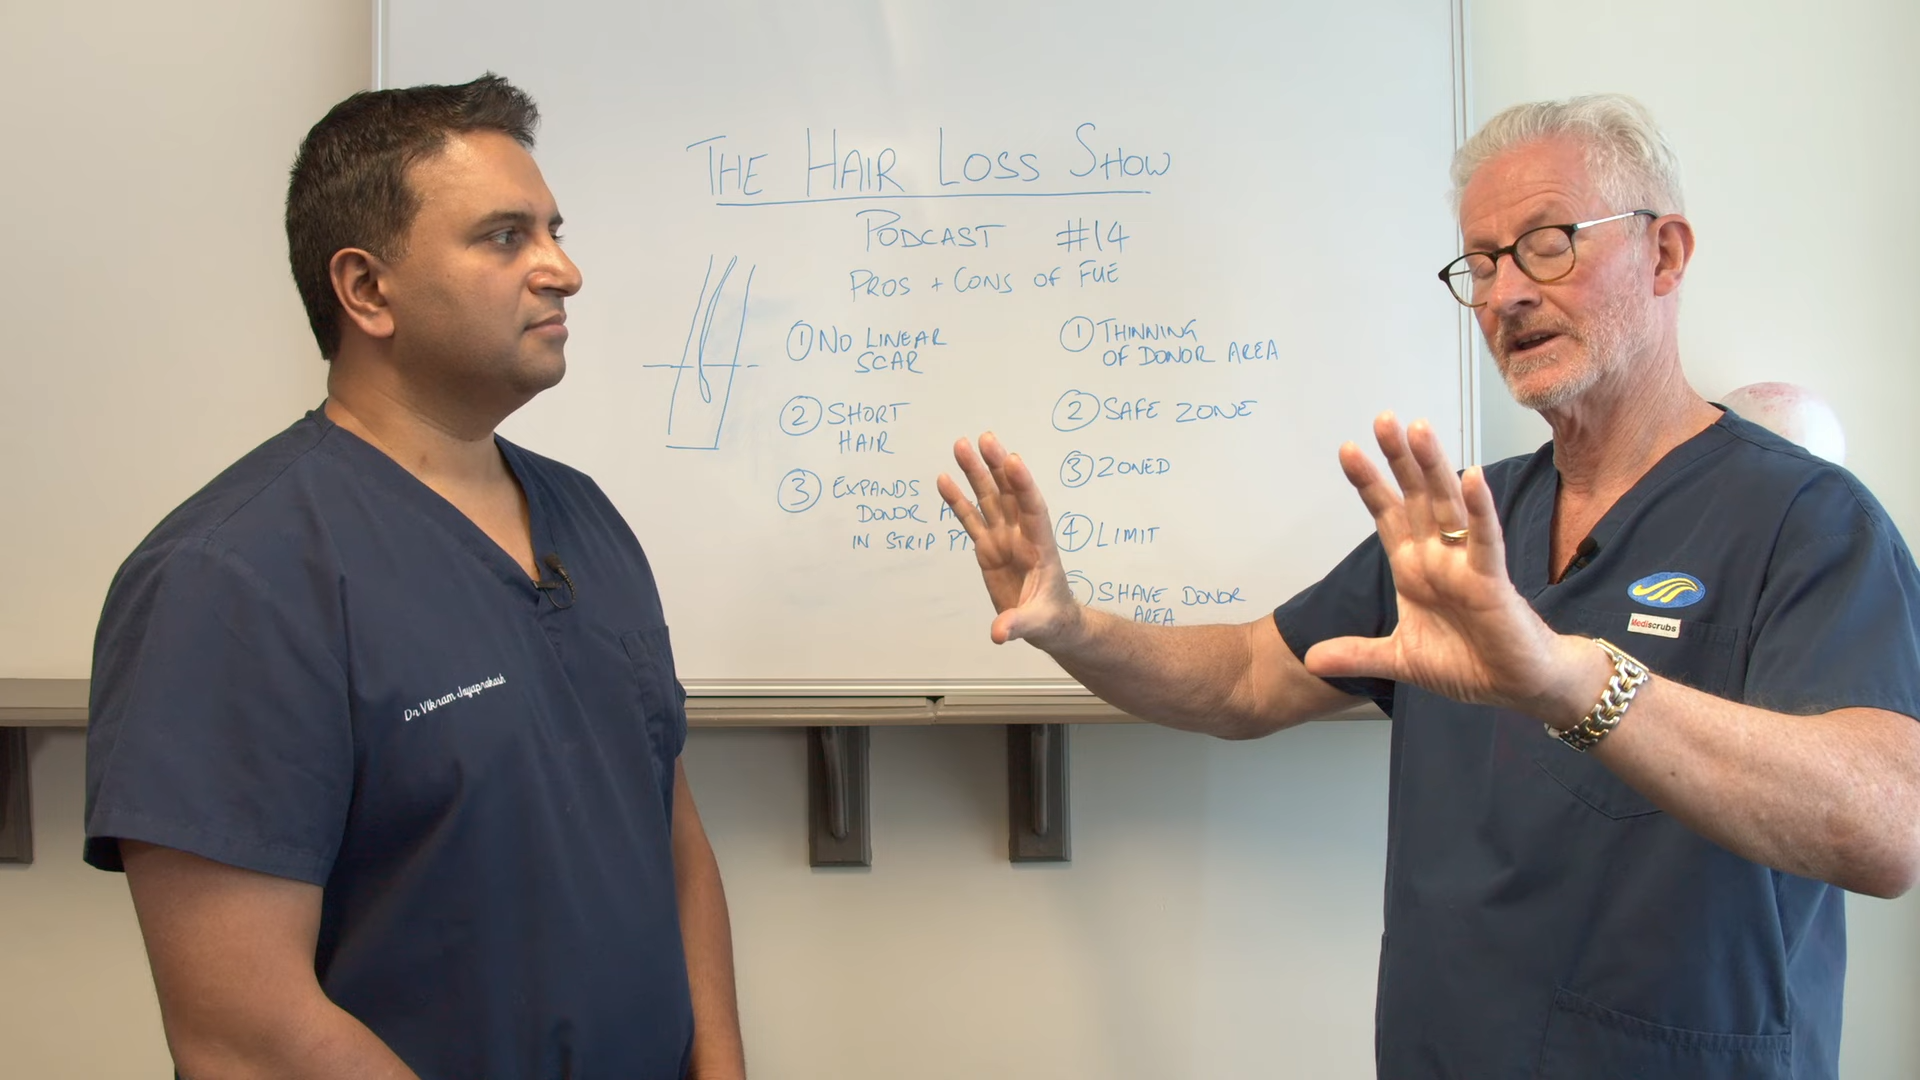 THE HAIR LOSS SHOW
PODCAST #14
PROS + CONS OF FUE
1 NO LINEAR
SCAR
2 SHORT
HAIR
3 EXPANDS
DONOR
IN STRIP
1 THINNING
OF DONOR AREA
2 SAFE ZONE
3 ZONED
4 LIMIT
SHAVE DONOR
AREA
Dr Vikram Jayaprakash
Mediscrubs